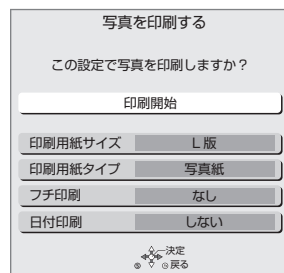 写真を印刷する
この設定で写真を印刷しますか？
印刷開始
印刷用紙サイズ L版
印刷用紙タイプ 写真紙
フチ印刷 なし
日付印刷 しない
決定
戻る